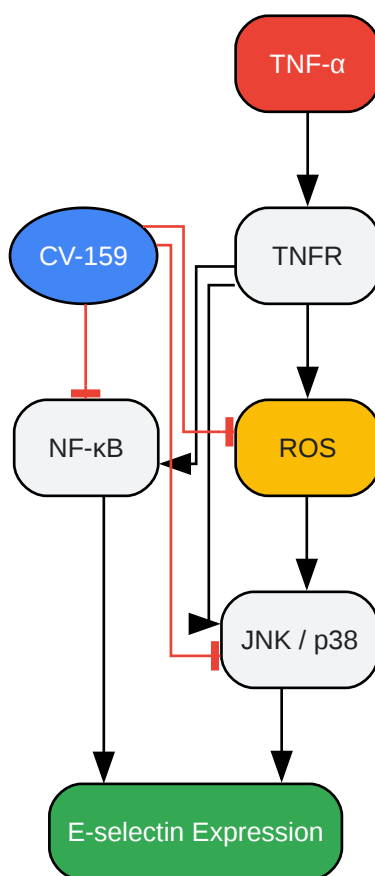 TNF-α
CV-159
TNFR
NF-κB
ROS
JNK / p38
E-selectin Expression